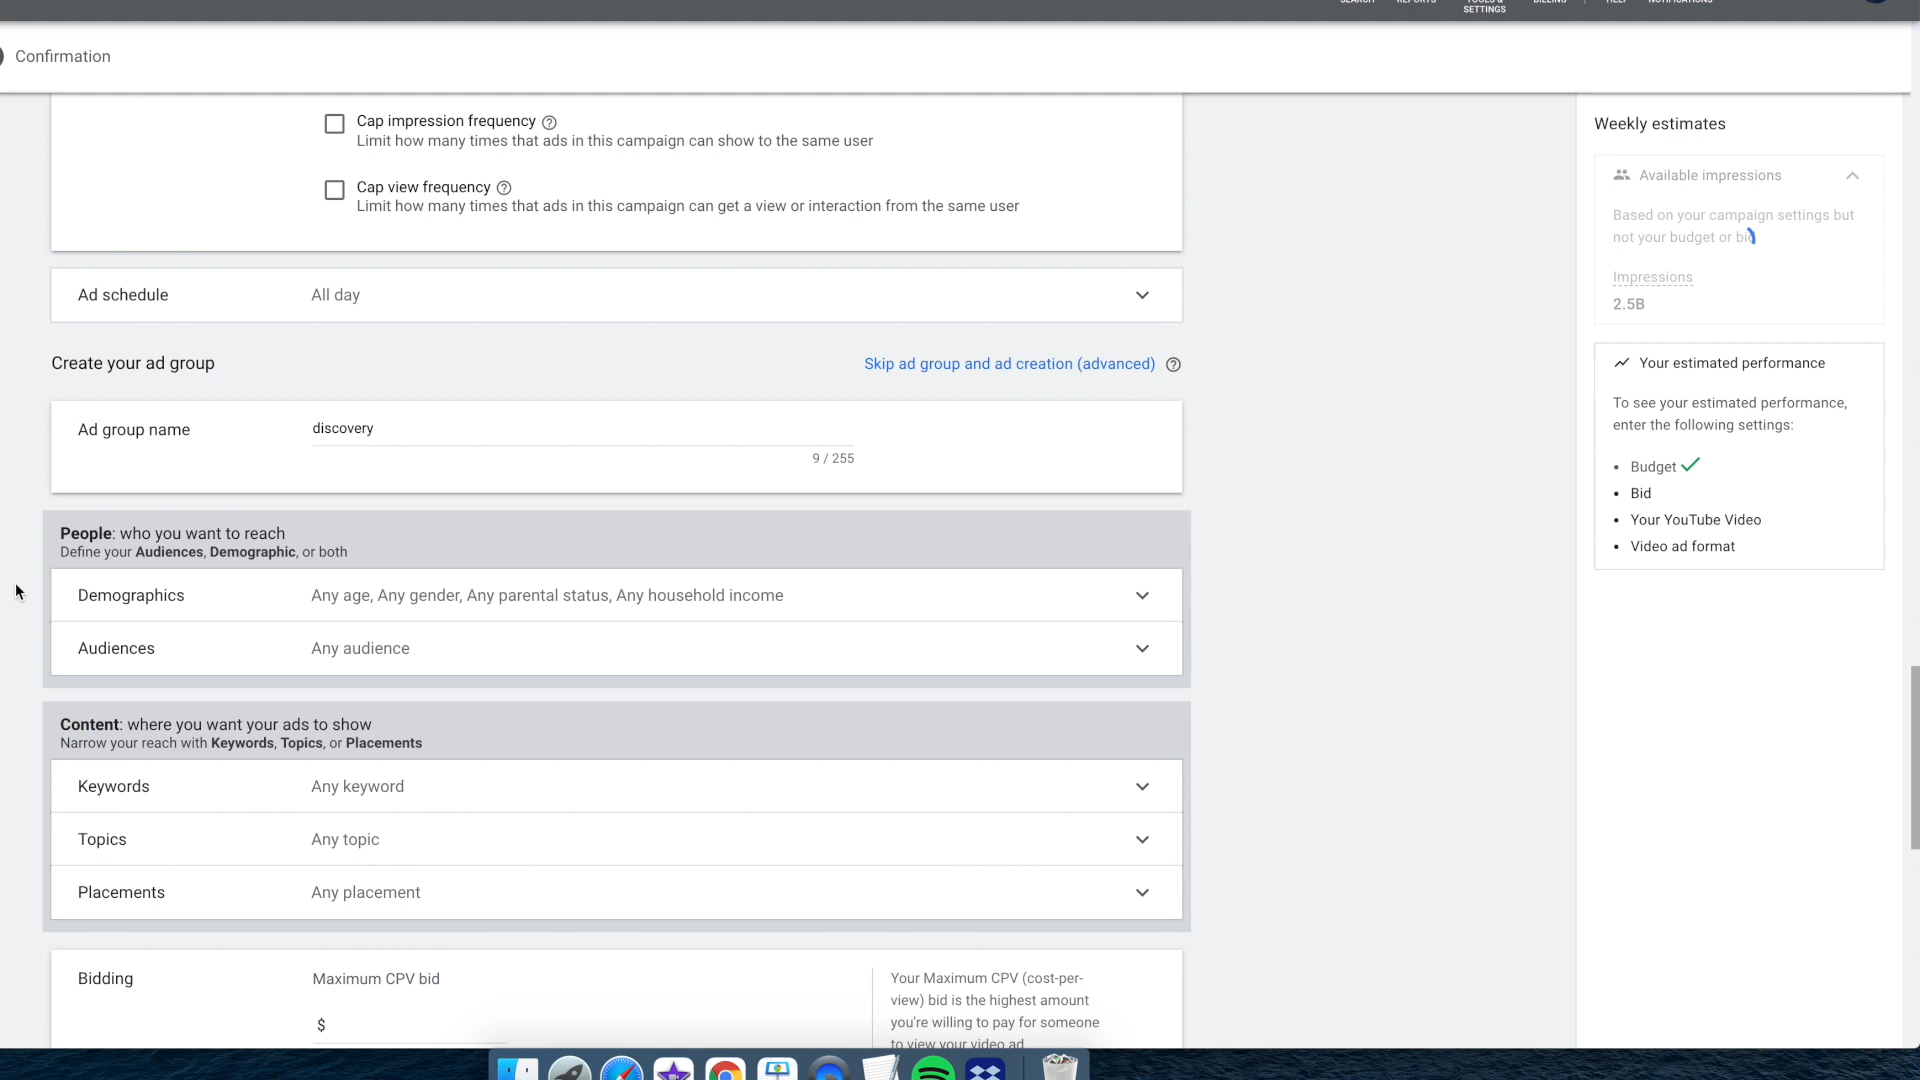 SEARCH REPORTS TOOLS & SETTINGS BILLING HELP NOTIFICATIONS
Confirmation
Cap impression frequency
Limit how many times that ads in this campaign can show to the same user
Cap view frequency
Limit how many times that ads in this campaign can get a view or interaction from the same user
Ad schedule All day
Create your ad group Skip ad group and ad creation (advanced)
Ad group name discovery
9 / 255
People: who you want to reach
Define your Audiences, Demographic, or both
Demographics Any age, Any gender, Any parental status, Any household income
Audiences Any audience
Content: where you want your ads to show
Narrow your reach with Keywords, Topics, or Placements
Keywords Any keyword
Topics Any topic
Placements Any placement
Bidding Maximum CPV bid
$
Your Maximum CPV (cost-per-
view) bid is the highest amount
you're willing to pay for someone
to view your video ad.
Weekly estimates
Available impressions
Based on your campaign settings but
not your budget or bid
Impressions
2.5B
Your estimated performance
To see your estimated performance,
enter the following settings:
• Budget
• Bid
• Your YouTube Video
• Video ad format